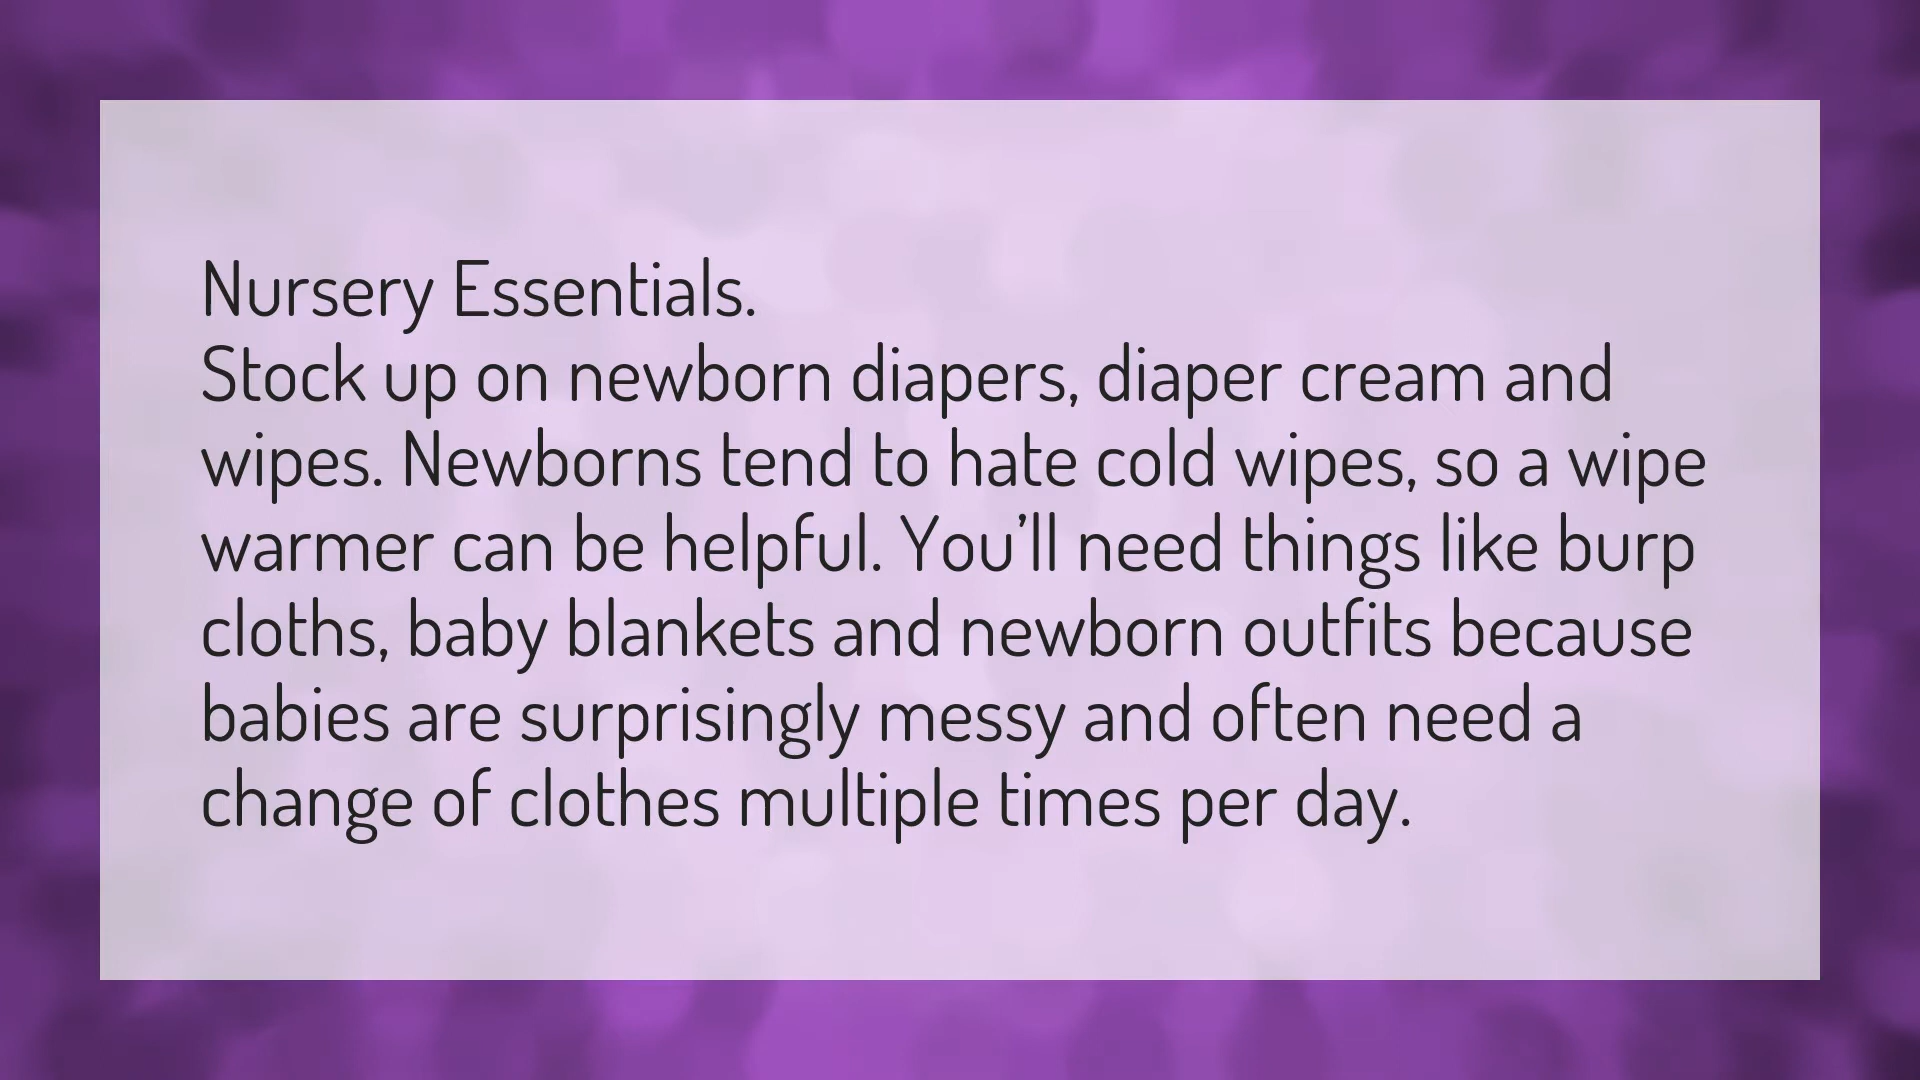 Nursery Essentials.
Stock up on newborn diapers, diaper cream and
wipes. Newborns tend to hate cold wipes, so a wipe
warmer can be helpful. You’ll need things like burp
cloths, baby blankets and newborn outfits because
babies are surprisingly messy and often need a
change of clothes multiple times per day.